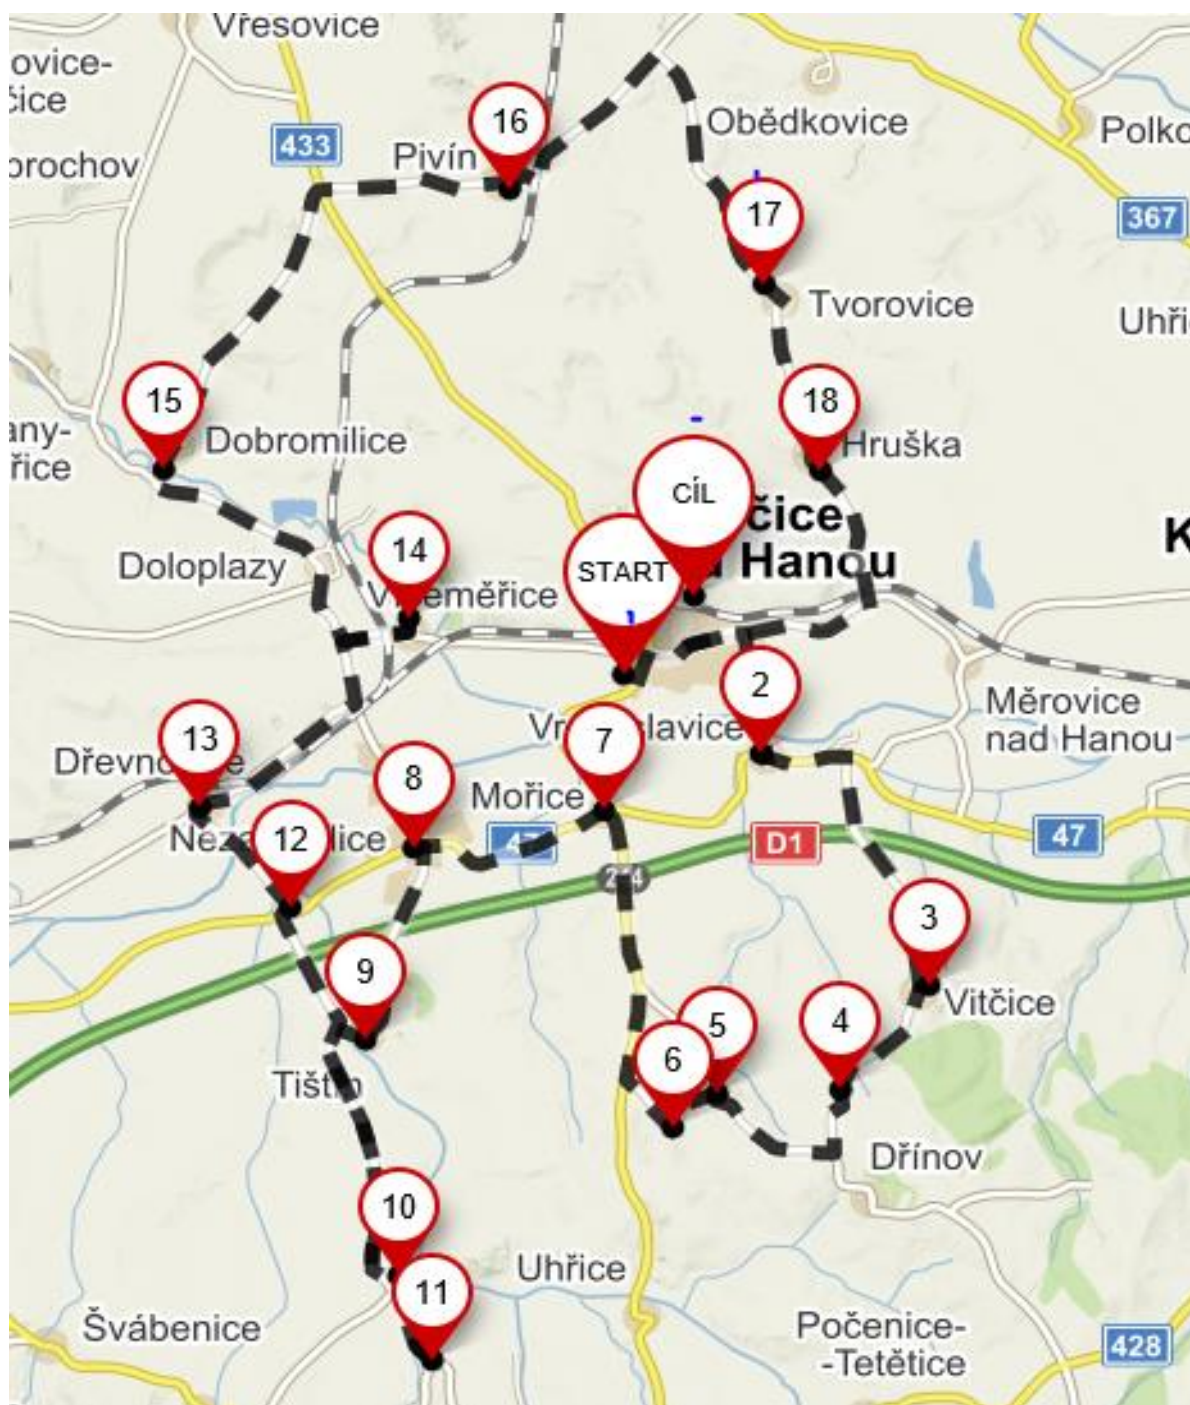 Vřesovice
ovice-
čice
16
433
Pivín
Obědkovice
Polko
orochov
17
367
Tvorovice
Uhři
15
18
Dobromilice
Hruška
any-
řice
CÍL
čice
Hanou
K
14
START
Doloplazy
2
Měrovice
nad Hanou
13
7
8
Mořice
12
47
D1
47
3
9
Vitčice
5
4
6
Dřínov
10
Uhřice
11
Švábenice
Počenice-
-Tetětice
428